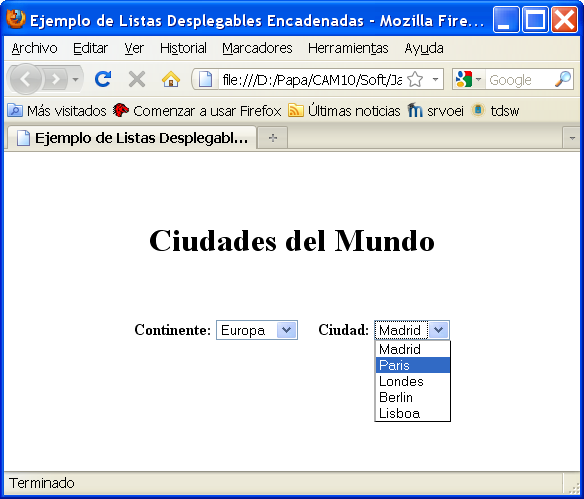 Ejemplo de Listas Desplegables Encadenadas - Mozilla Fire...
Archivo Editar Ver Historial Marcadores Herramientas Ayuda
file:///D:/Papa/CAM10/Soft/Ja Google
Más visitados Comenzar a usar Firefox Últimas noticias srvoei tdsw
Ejemplo de Listas Desplegabl...
Ciudades del Mundo
Continente: Europa Ciudad: Madrid
Madrid
Paris
Londes
Berlin
Lisboa
Terminado